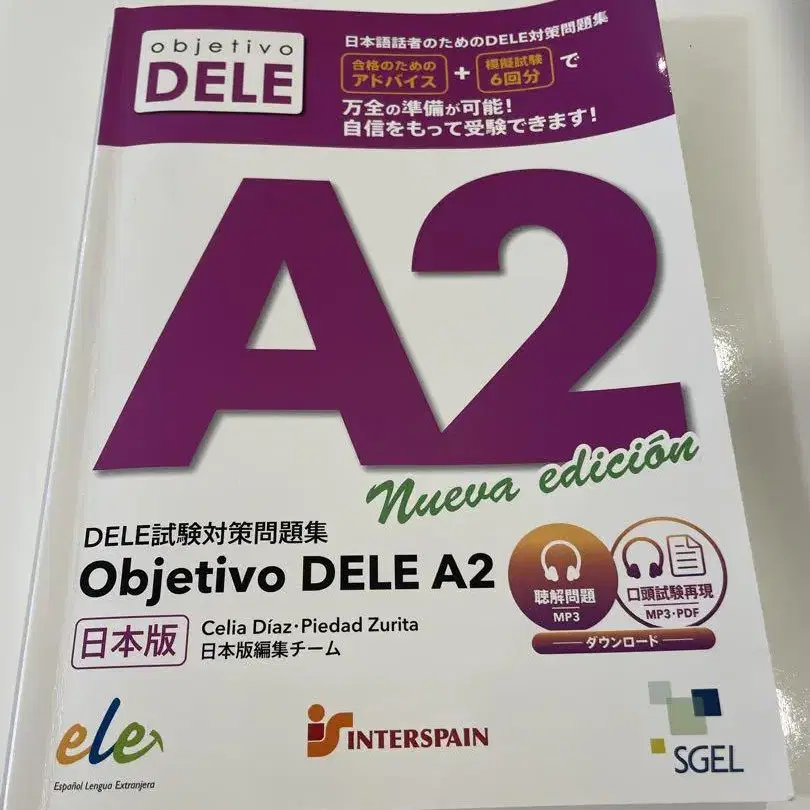 objetivo
DELE
日本語話者のためのDELE対策問題集
合格のための
アドバイス
+
模擬試験
6回分
で
万全の準備が可能!
自信をもって受験できます!
A2
Nueva edición
DELE試験対策問題集
Objetivo DELE A2
日本版
Celia Díaz・Piedad Zurita
日本版編集チーム
聴解問題
MP3
口頭試験再現
MP3・PDF
ダウンロード
ele
Español Lengua Extranjera
iS INTERSPAIN
SGEL